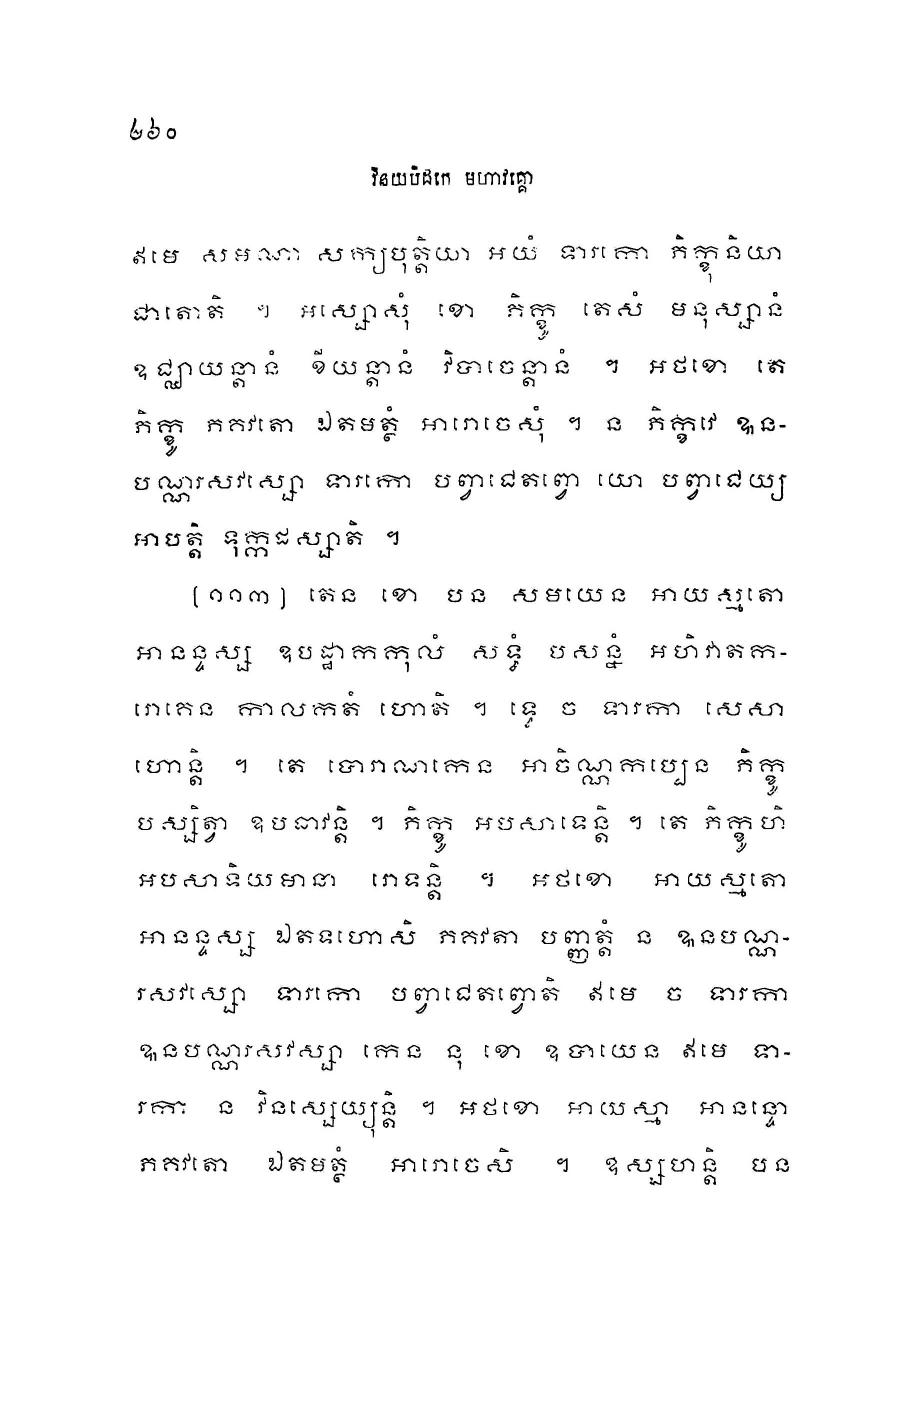 ២៦០
វិនយបិដកេ មហាវគ្គោ
ឥមេ សមណា សក្យបុត្តិយា អយំ ទារកោ ភិក្ខុនិយា
ជាតោតិ ។ អស្សោសុំ ខោ ភិក្ខូ តេសំ មនុស្សានំ
ឧជ្ឈាយន្តានំ ខីយន្តានំ វិបាចេន្តានំ ។ អថខោ តេ
ភិក្ខូ ភគវតោ ឯតមត្ថំ អារោចេសុំ ។ ន ភិក្ខវេ ឩន-
បណ្ណរសវស្សោ ទារកោ បព្វាជេតព្វោ យោ បព្វាជេយ្យ
អាបត្តិ ទុក្កដស្សាតិ ។
(១១៣) តេន ខោ បន សមយេន អាយស្មតោ
អានន្ទស្ស ឧបដ្ឋាកកុលំ សទ្ធំ បសន្នំ អហិវាតក-
រោគេន កាលកតំ ហោតិ ។ ទ្វេ ច ទារកា សេសា
ហោន្តិ ។ តេ បោរាណកេន អាចិណ្ណកប្បេន ភិក្ខូ
បស្សិត្វា ឧបធាវន្តិ ។ ភិក្ខូ អបសាទេន្តិ ។ តេ ភិក្ខូហិ
អបសាទិយមានា រោទន្តិ ។ អថខោ អាយស្មតោ
អានន្ទស្ស ឯតទហោសិ ភគវតា បញ្ញត្តំ ន ឩនបណ្ណ-
រសវស្សោ ទារកោ បព្វាជេតព្វោតិ ឥមេ ច ទារកា
ឩនបណ្ណរសវស្សា កេន នុ ខោ ឧបាយេន ឥមេ ទា-
រកា ន វិនស្សេយ្យុន្តិ ។ អថខោ អាយស្មា អានន្ទោ
ភគវតោ ឯតមត្ថំ អារោចេសិ ។ ឧស្សហន្តិ បន